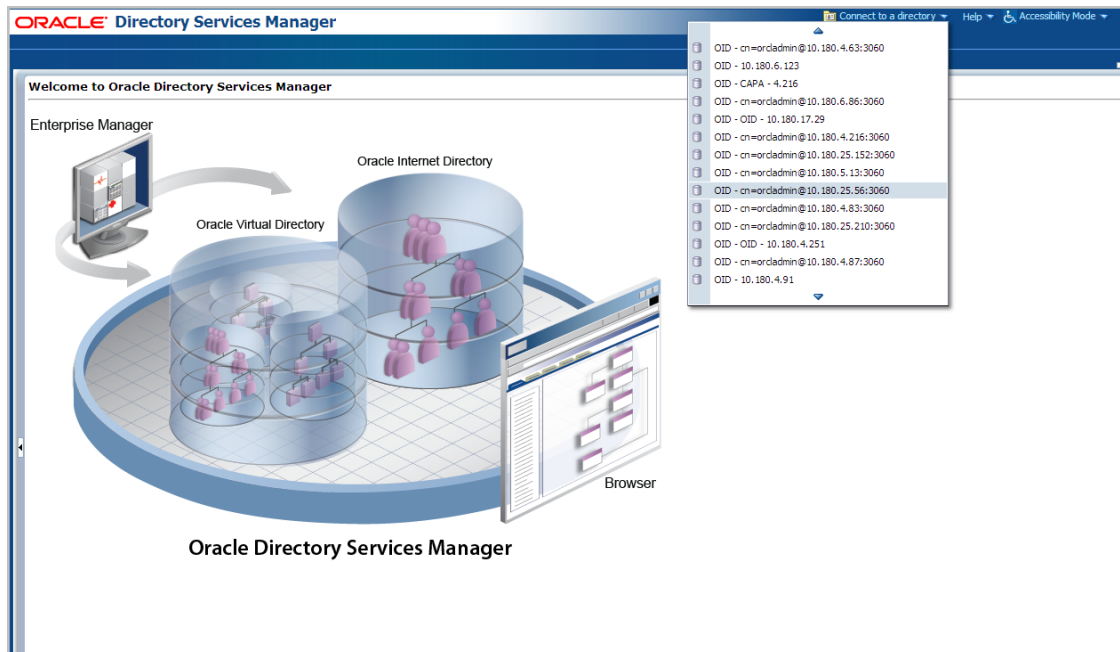 ORACLE Directory Services Manager
Connect to a directory Help Accessibility Mode
OID - cn=orcladmin@10.180.4.63:3060
OID - 10.180.6.123
OID - CAPA - 4.216
OID - cn=orcladmin@10.180.6.86:3060
OID - OID - 10.180.17.29
OID - cn=orcladmin@10.180.4.216:3060
OID - cn=orcladmin@10.180.25.152:3060
OID - cn=orcladmin@10.180.5.13:3060
OID - cn=orcladmin@10.180.25.56:3060
OID - cn=orcladmin@10.180.4.83:3060
OID - cn=orcladmin@10.180.25.210:3060
OID - OID - 10.180.4.251
OID - cn=orcladmin@10.180.4.87:3060
OID - 10.180.4.91
Welcome to Oracle Directory Services Manager
Enterprise Manager
Oracle Internet Directory
Oracle Virtual Directory
Browser
Oracle Directory Services Manager